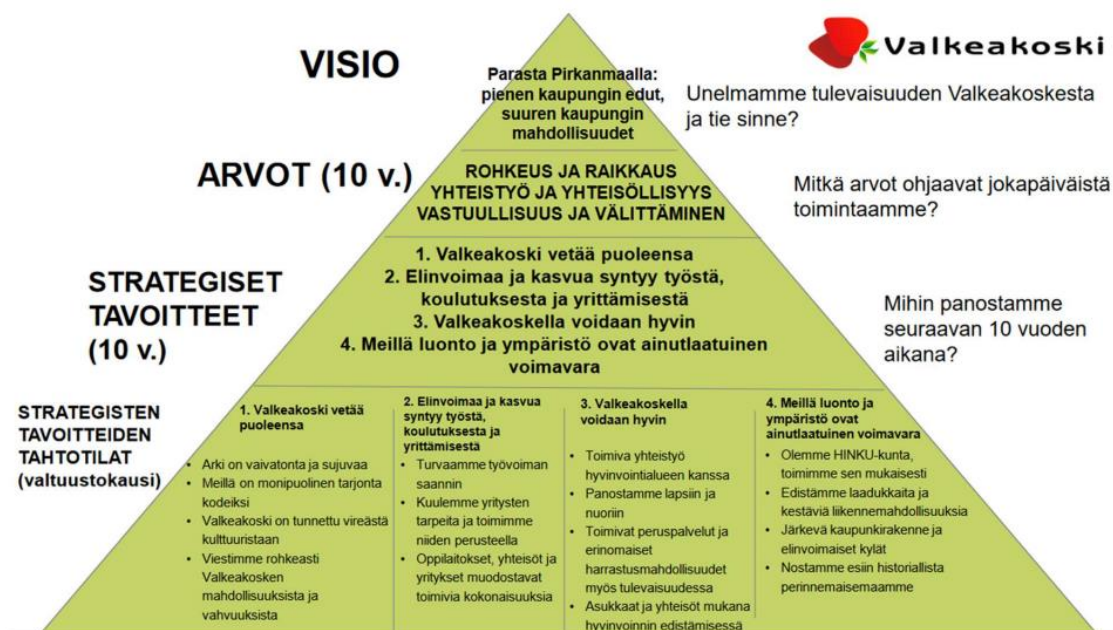 VISIO
Parasta Pirkanmaalla:
pienen kaupungin edut,
suuren kaupungin
mahdollisuudet
Valkeakoski
Unelmamme tulevaisuuden Valkeakoskesta
ja tie sinne?
ARVOT (10 v.)
ROHKEUS JA RAIKKAUS
YHTEISTYÖ JA YHTEISÖLLISYYS
VASTUULLISUUS JA VÄLITTÄMINEN
Mitkä arvot ohjaavat jokapäiväistä
toimintaamme?
STRATEGISET
TAVOITTEET
(10 v.)
1. Valkeakoski vetää puoleensa
2. Elinvoimaa ja kasvua syntyy työstä,
koulutuksesta ja yrittämisestä
3. Valkeakoskella voidaan hyvin
4. Meillä luonto ja ympäristö ovat ainutlaatuinen
voimavara
Mihin panostamme
seuraavan 10 vuoden
aikana?
STRATEGISTEN
TAVOITTEIDEN
TAHTOTILAT
(valtuustokausi)
1. Valkeakoski vetää
puoleensa
• Arki on vaivatonta ja sujuvaa
• Meillä on monipuolinen tarjonta
kodeiksi
• Valkeakoski on tunnettu vireästä
kulttuuristaan
• Viestimme rohkeasti
Valkeakosken
mahdollisuuksista ja
vahvuuksista
2. Elinvoimaa ja kasvua
syntyy työstä,
koulutuksesta ja
yrittämisestä
• Turvaamme työvoiman
saannin
• Kuulemme yritysten
tarpeita ja toimimme
niiden perusteella
• Oppilaitokset, yhteisöt ja
yritykset muodostavat
toimivia kokonaisuuksia
3. Valkeakoskella
voidaan hyvin
• Toimiva yhteistyö
hyvinvointialueen kanssa
• Panostamme lapsiin ja
nuoriin
• Toimivat peruspalvelut ja
erinomaiset
harrastusmahdollisuudet
myös tulevaisuudessa
• Asukkaat ja yhteisöt mukana
hyvinvoinnin edistämisessä
4. Meillä luonto ja
ympäristö ovat
ainutlaatuinen voimavara
• Olemme HINKU-kunta,
toimimme sen mukaisesti
• Edistämme laadukkaita ja
kestäviä liikennemahdollisuuksia
• Järkevä kaupunkirakenne ja
elinvoimaiset kylät
• Nostamme esiin historiallista
perinnemaisemaamme